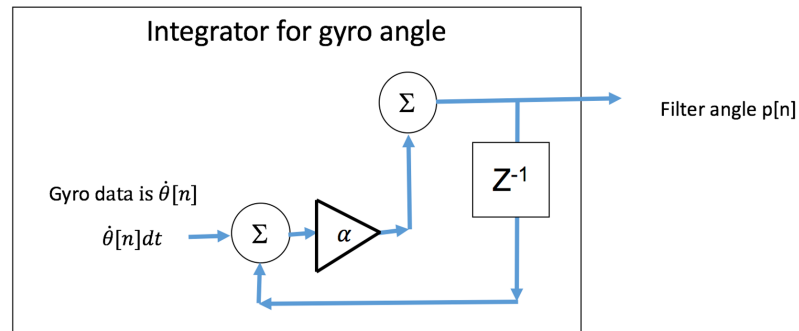 Integrator for gyro angle
Σ
Filter angle p[n]
Z⁻¹
Gyro data is θ̇[n]
θ̇[n]dt
Σ
α